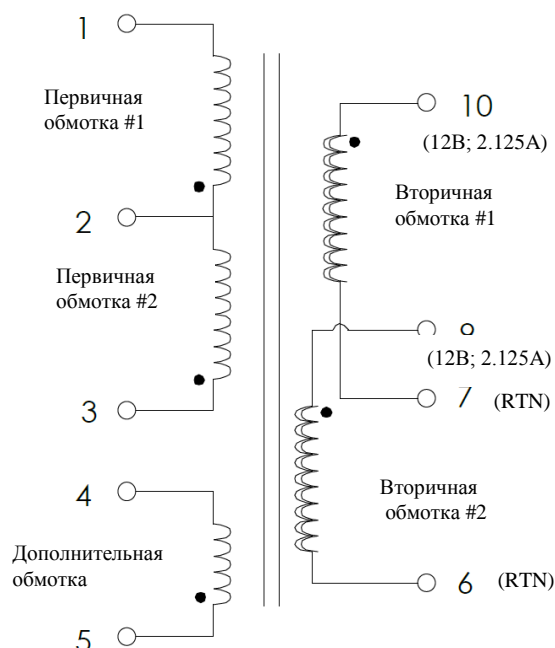 1
Первичная
обмотка #1
2
Первичная
обмотка #2
3
4
Дополнительная
обмотка
5
10
(12В; 2.125А)
Вторичная
обмотка #1
(12В; 2.125А)
7 (RTN)
Вторичная
обмотка #2
6 (RTN)